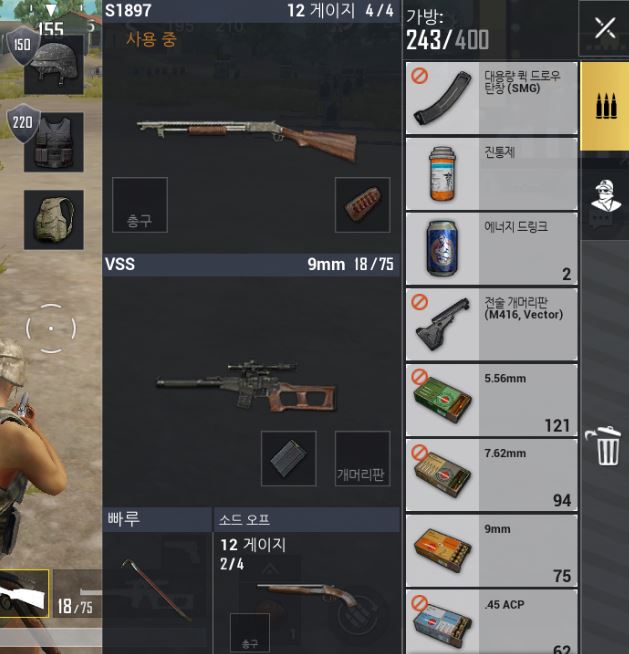 155
150
220
S1897
12 게이지 4/4
사용 중
총구
VSS
9mm 18/75
개머리판
빠루
소드 오프
12 게이지
2/4
총구
18/75
가방:
243/400
대용량 퀵 드로우
탄창 (SMG)
진통제
에너지 드링크
2
전술 개머리판
(M416, Vector)
5.56mm
121
7.62mm
94
9mm
75
.45 ACP
62